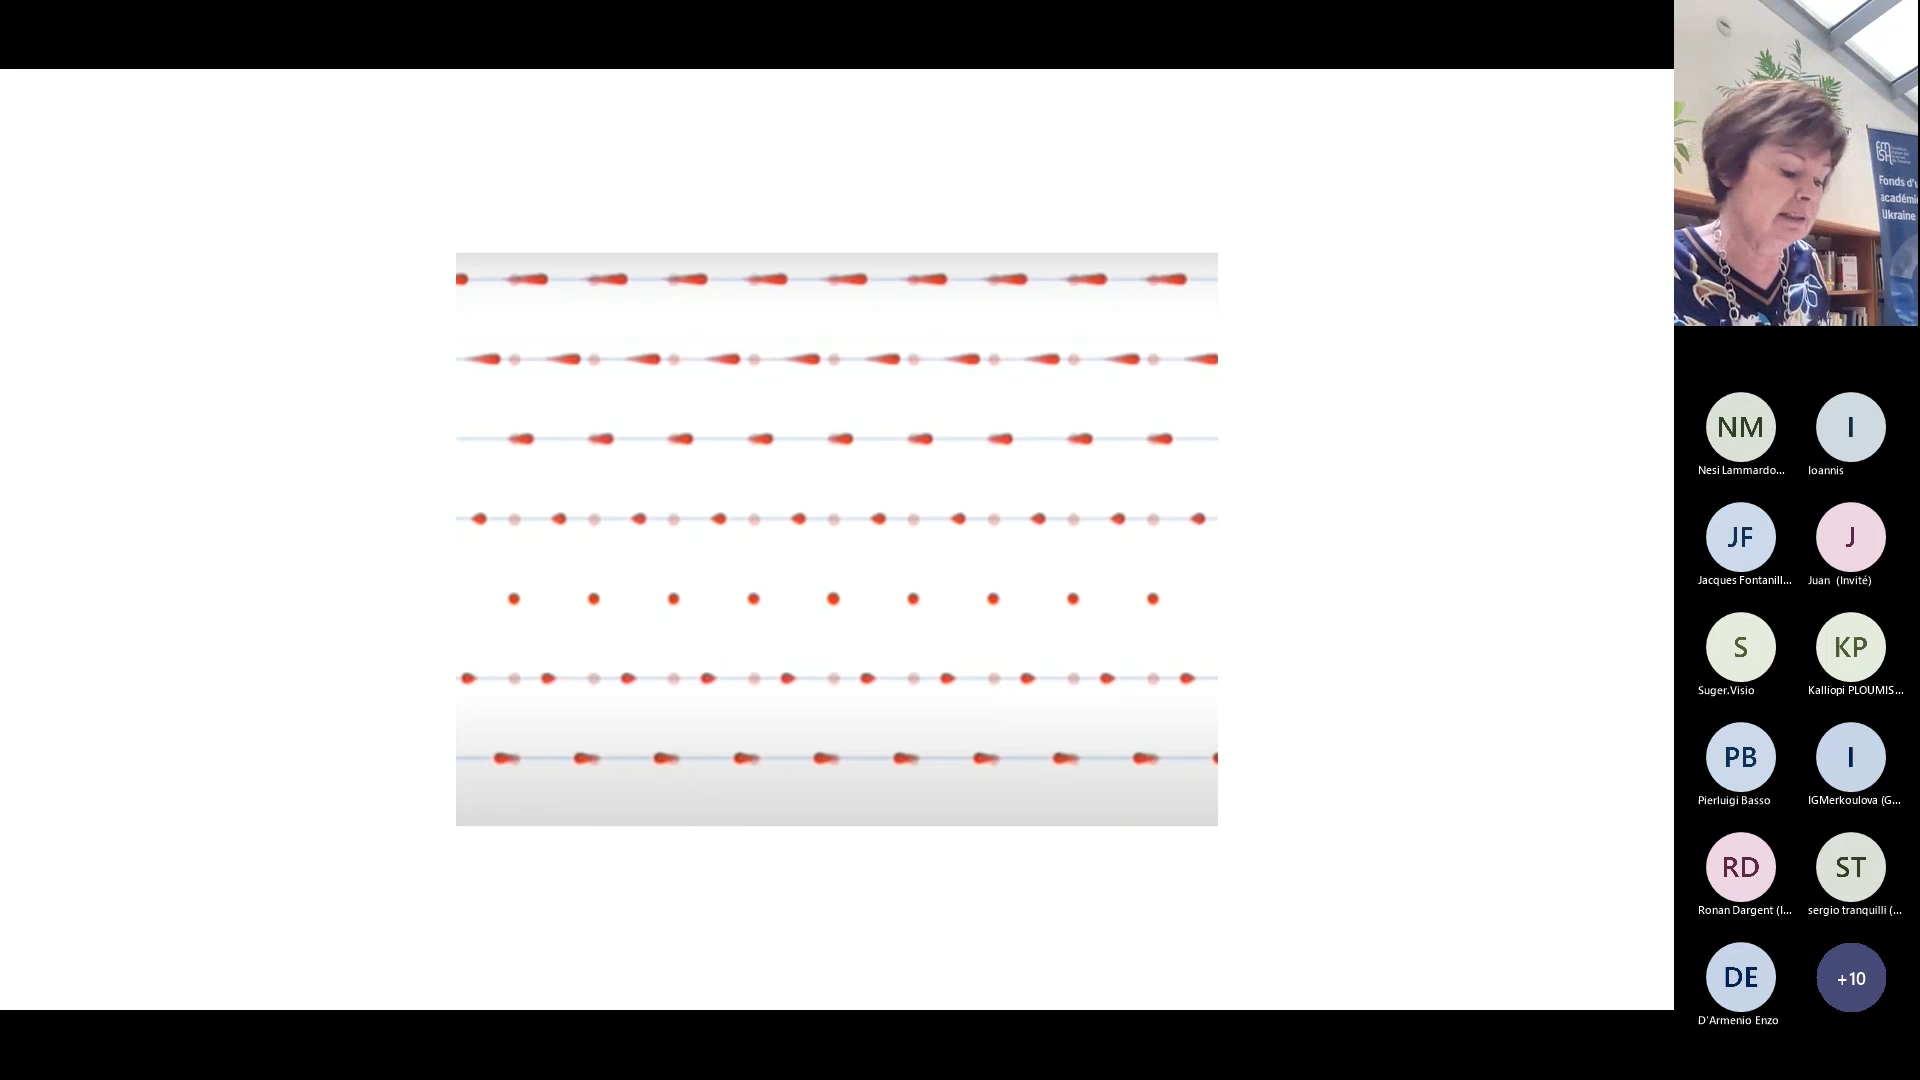 fmsh
Fonds d'u
académi
Ukraine
NM
I
Nesi Lammardo...
Ioannis
JF
J
Jacques Fontanill...
Juan (Invité)
S
KP
Suger.Visio
Kalliopi PLOUMIS...
PB
I
Pierluigi Basso
IGMerkoulova (G...
RD
ST
Ronan Dargent (I...
sergio tranquilli (...
DE
+10
D'Armenio Enzo